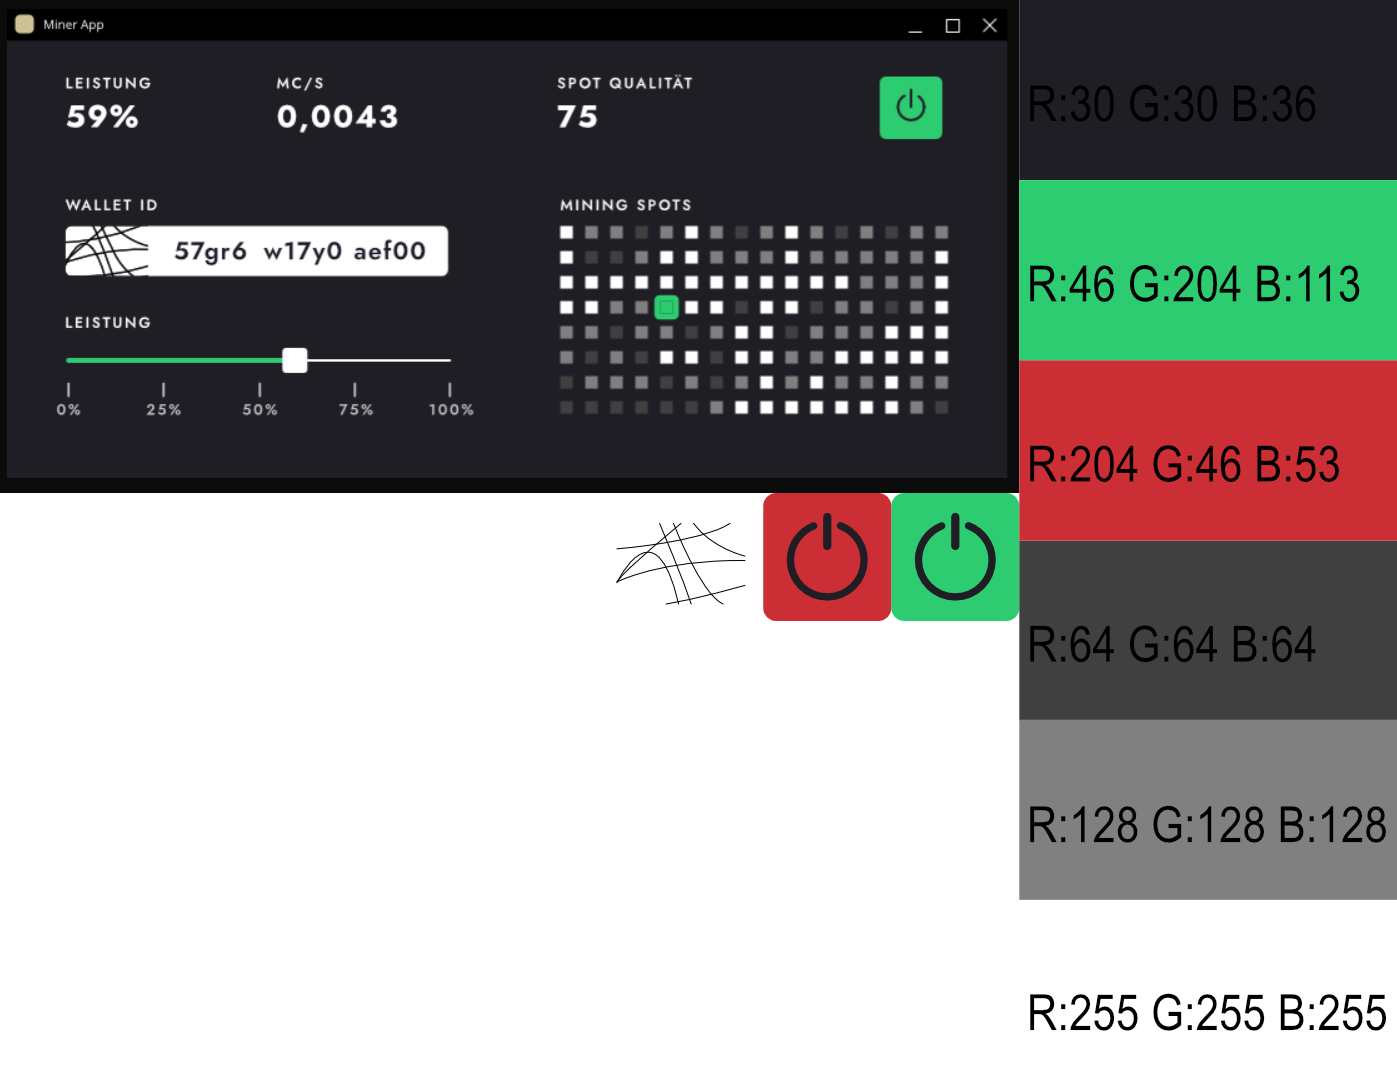 Miner App
LEISTUNG
59%
MC/S
0,0043
SPOT QUALITÄT
75
WALLET ID
57gr6 w17y0 aef00
LEISTUNG
0% 25% 50% 75% 100%
MINING SPOTS
R:30 G:30 B:36
R:46 G:204 B:113
R:204 G:46 B:53
R:64 G:64 B:64
R:128 G:128 B:128
R:255 G:255 B:255